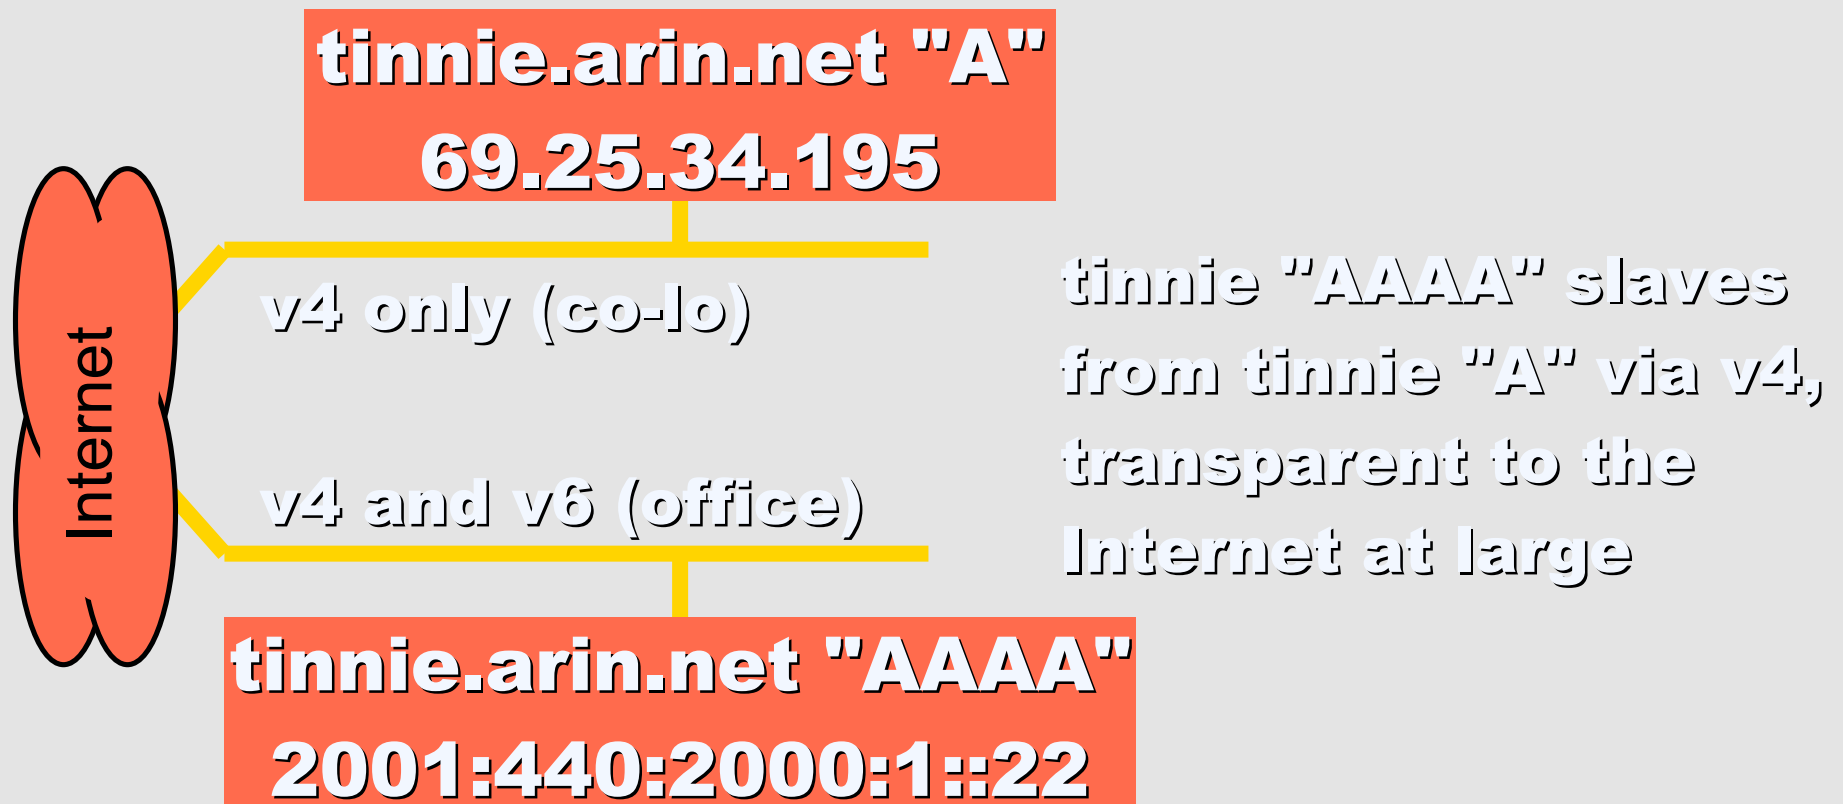 tinnie.arin.net "A"
69.25.34.195
Internet
v4 only (co-lo)
v4 and v6 (office)
tinnie "AAAA" slaves
from tinnie "A" via v4,
transparent to the
Internet at large
tinnie.arin.net "AAAA"
2001:440:2000:1::22